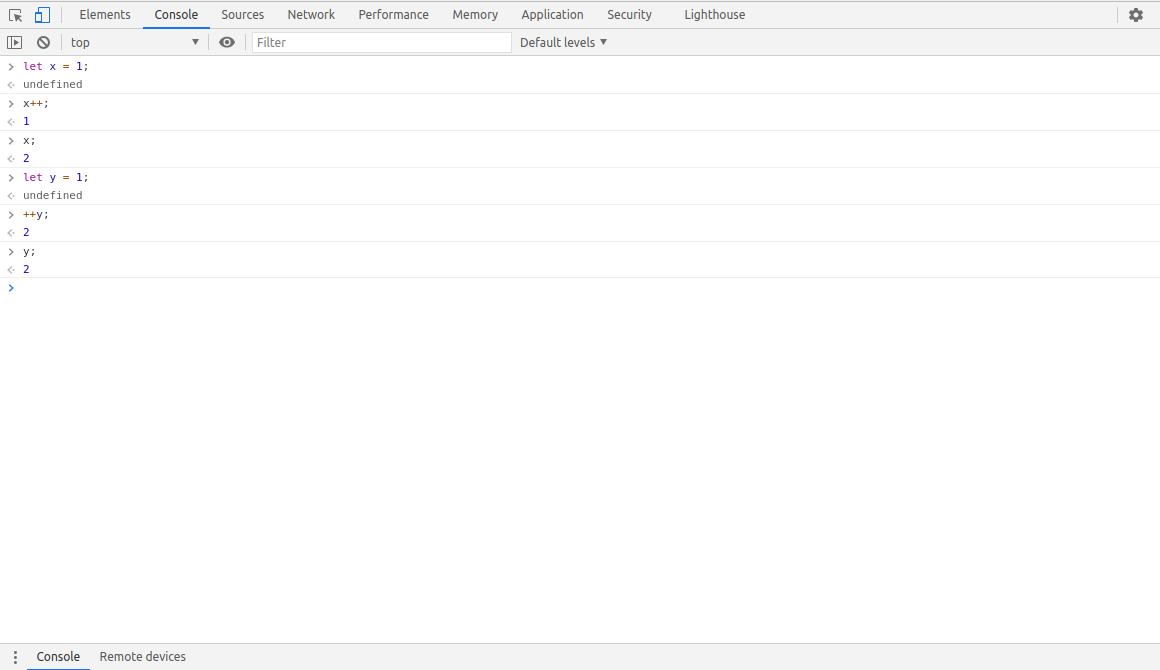 Elements Console Sources Network Performance Memory Application Security Lighthouse
top Filter Default levels
let x = 1;
undefined
x++;
1
x;
2
let y = 1;
undefined
++y;
2
y;
2
Console Remote devices